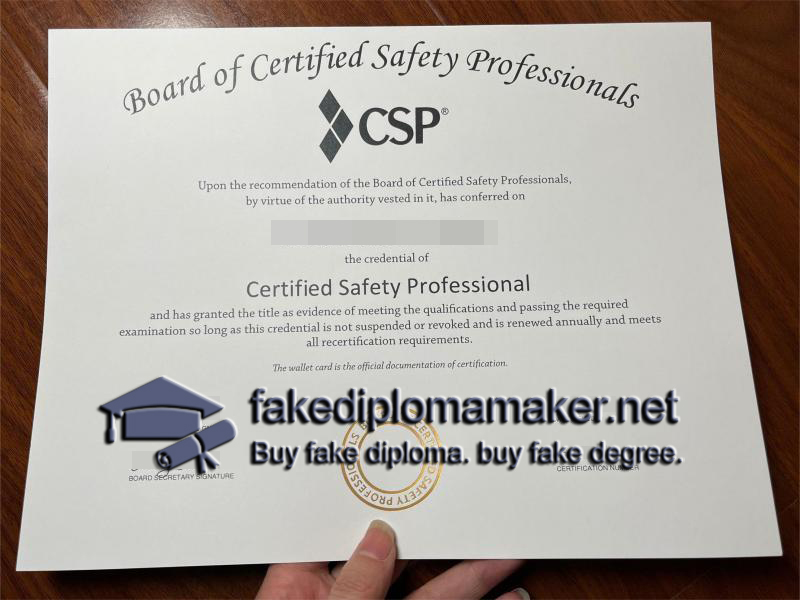 Board of Certified Safety Professionals
CSP®
Upon the recommendation of the Board of Certified Safety Professionals,
by virtue of the authority vested in it, has conferred on
the credential of
Certified Safety Professional
and has granted the title as evidence of meeting the qualifications and passing the required
examination so long as this credential is not suspended or revoked and is renewed annually and meets
all recertification requirements.
The wallet card is the official documentation of certification.
fakediplomamaker.net
Buy fake diploma. buy fake degree.
BOARD SECRETARY SIGNATURE
CERTIFICATION NUMBER
SAFETY PROFESSIONALS